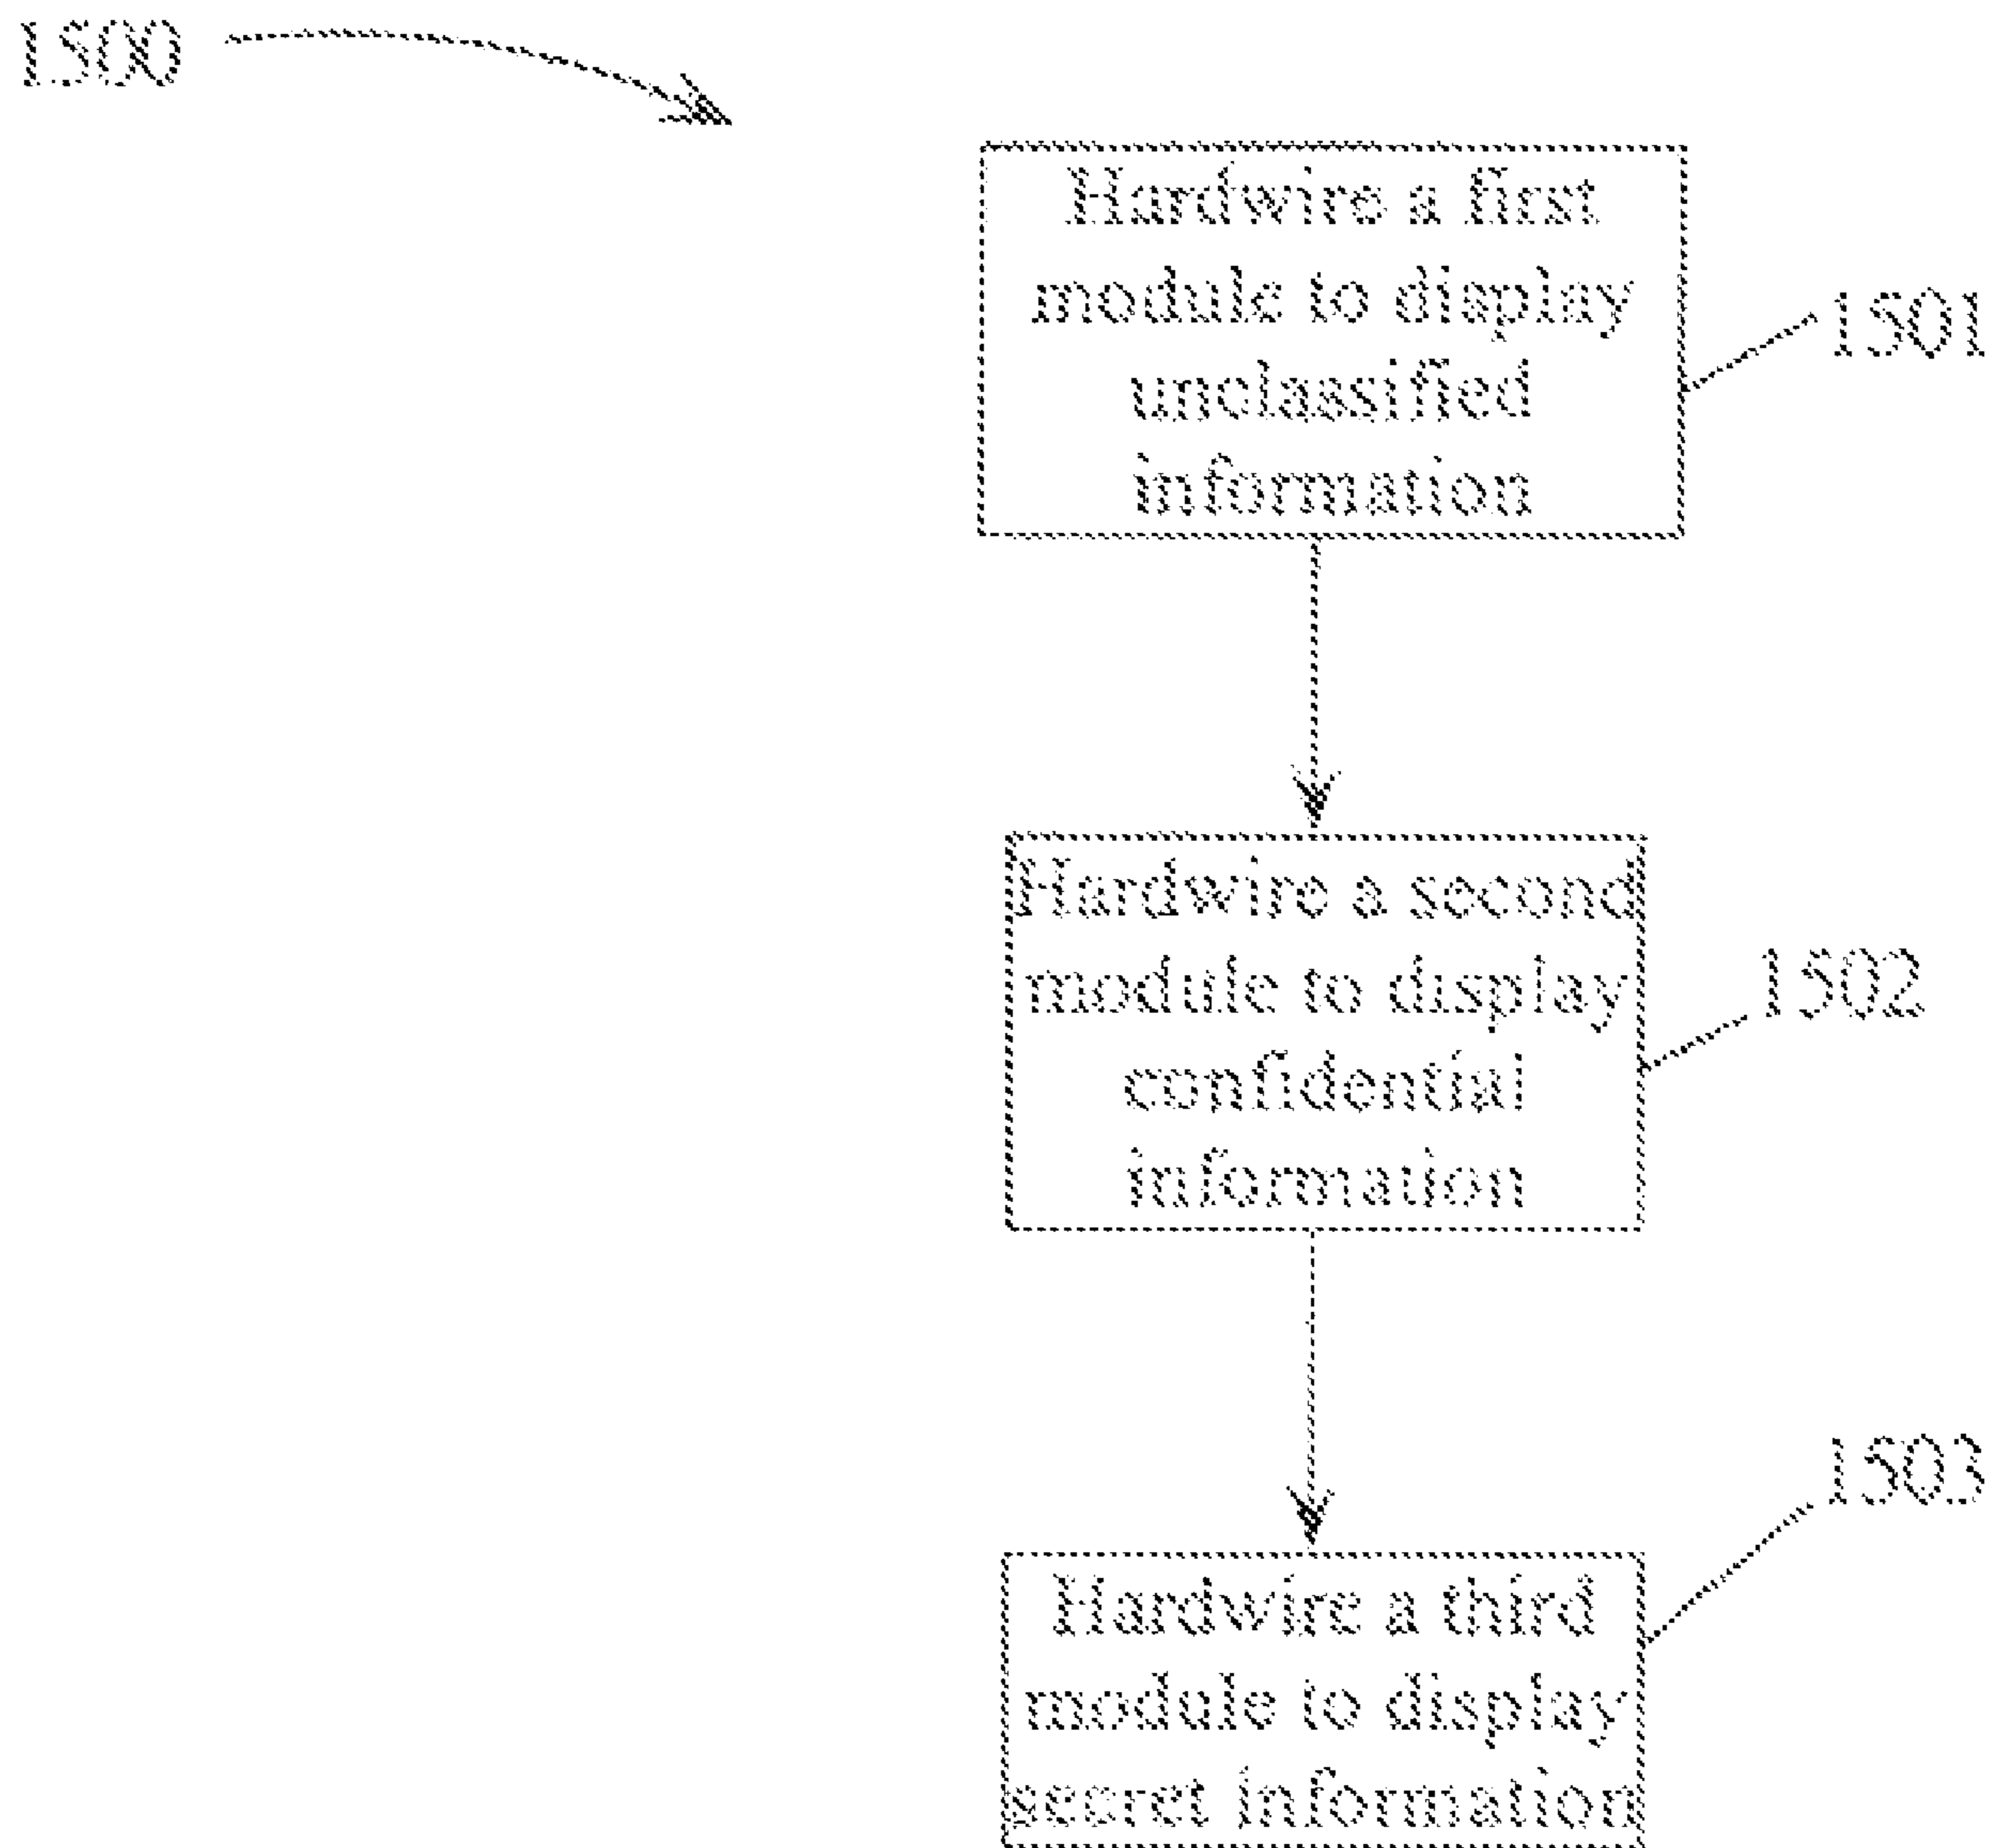 1500
Hardwire a first
module to display
unclassified
information
1501
Hardwire a second
module to display
confidential
information
1502
1503
Hardwire a third
module to display
secret information